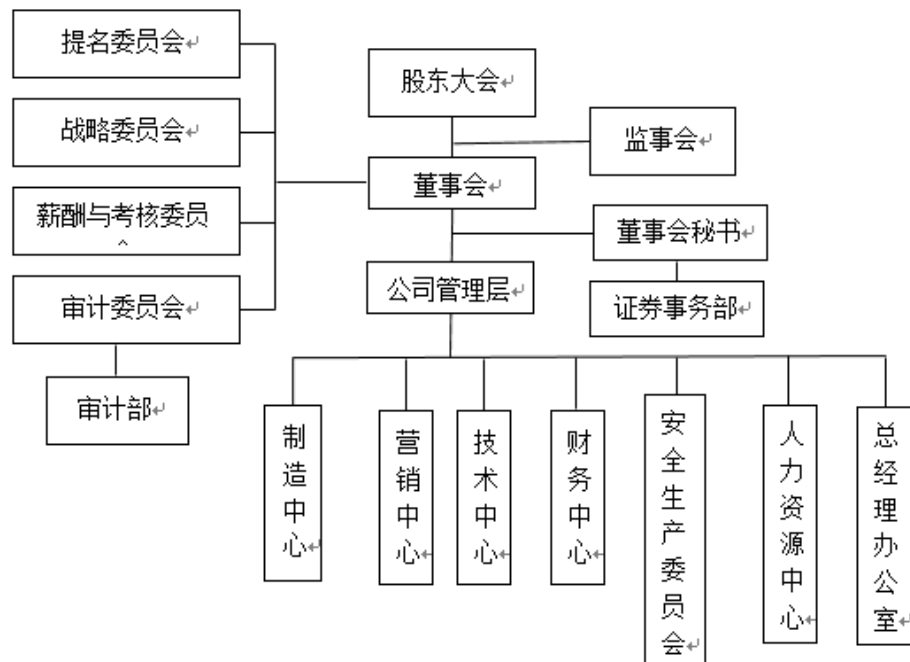 提名委员会
股东大会
战略委员会
监事会
董事会
薪酬与考核委员
董事会秘书
公司管理层
审计委员会
证券事务部
审计部
制造中心
营销中心
技术中心
财务中心
安全生产委员会
人力资源中心
总经理办公室